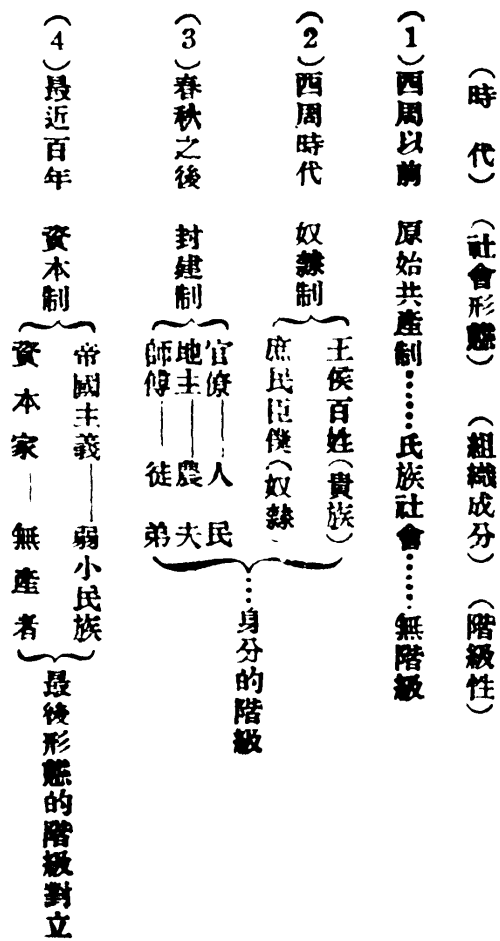 （時　代）　（社會形態）　（組織成分）　（階級性）
（1）西周以前　原始共產制……氏族社會……無階級
（2）西周時代　奴隸制
王侯百姓（貴族）
庶民臣僕（奴隸）
（3）春秋之後　封建制
官僚——人民
地主——農夫
師傅——徒弟
……身分的階級
（4）最近百年　資本制
帝國主義——弱小民族
資本家—無產者
最後形態的階級對立